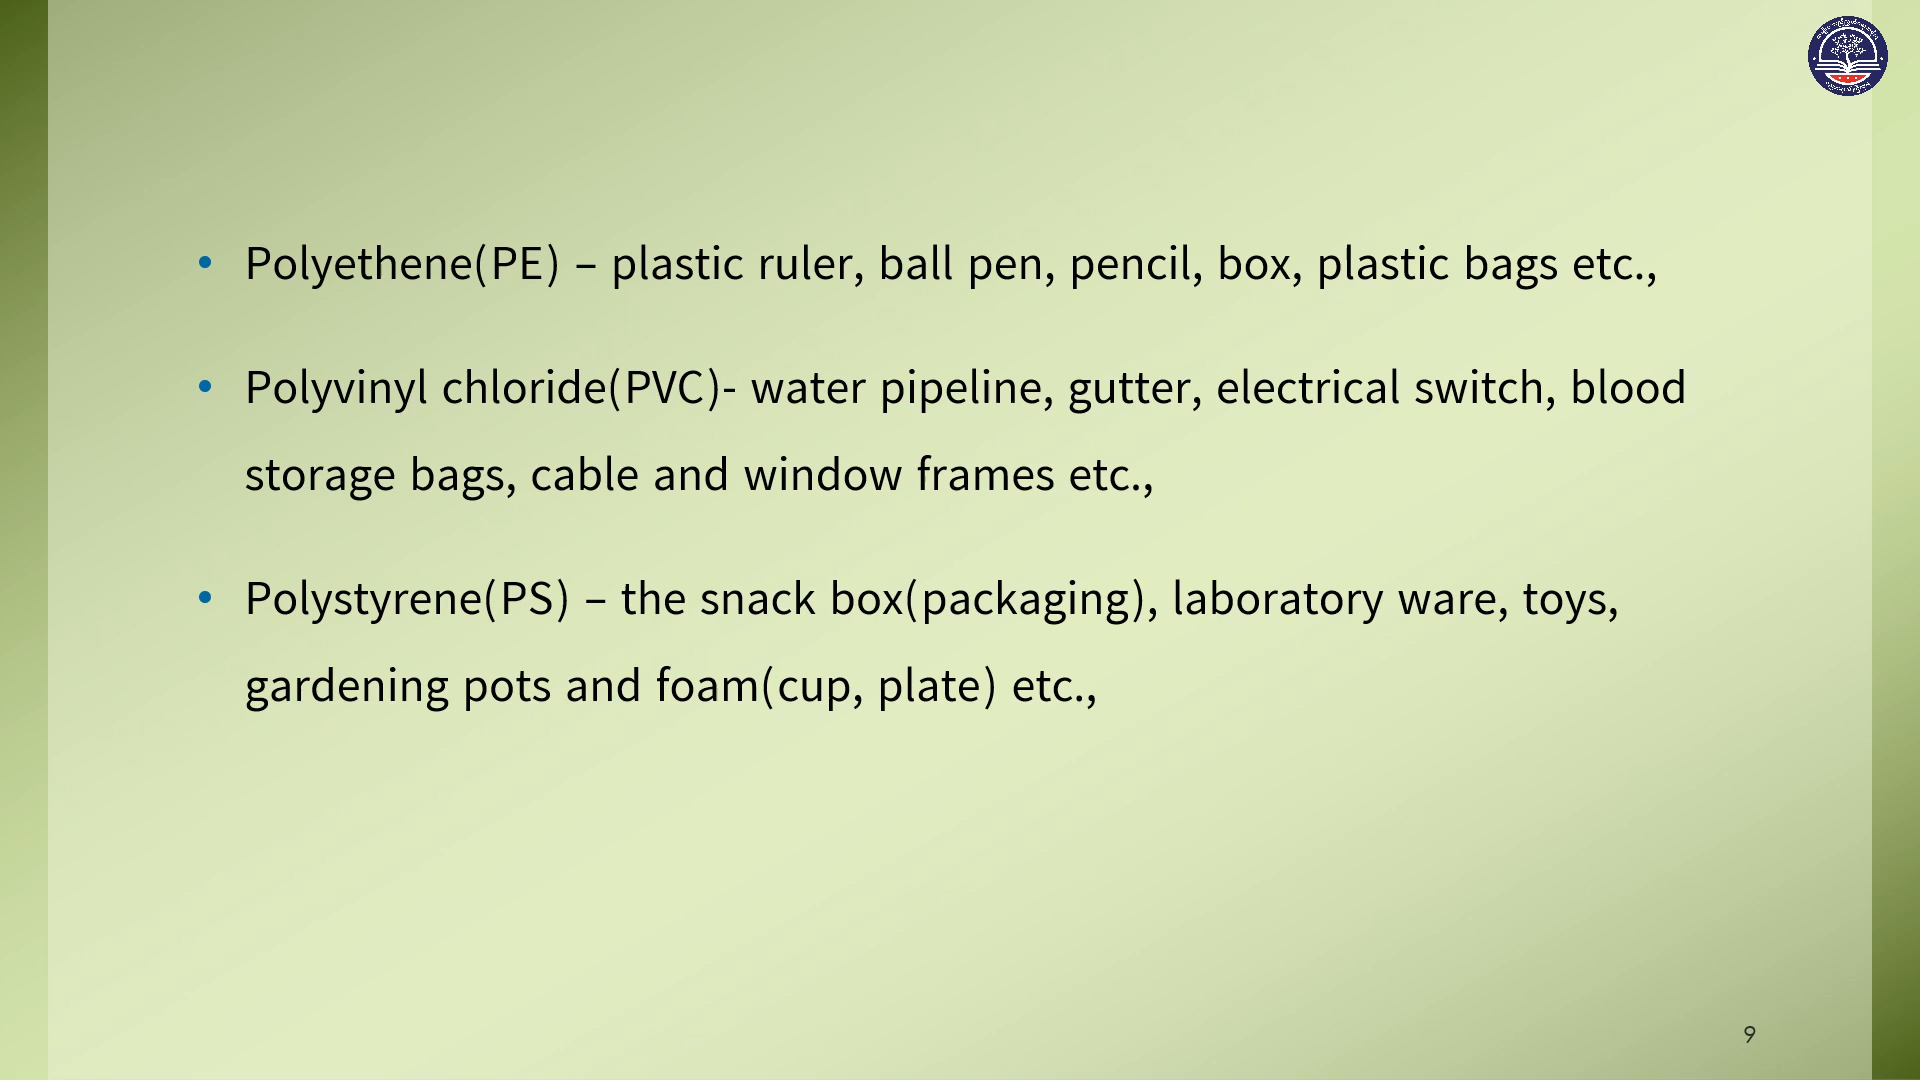 • Polyethene(PE) – plastic ruler, ball pen, pencil, box, plastic bags etc.,
• Polyvinyl chloride(PVC)- water pipeline, gutter, electrical switch, blood
storage bags, cable and window frames etc.,
• Polystyrene(PS) – the snack box(packaging), laboratory ware, toys,
gardening pots and foam(cup, plate) etc.,
9